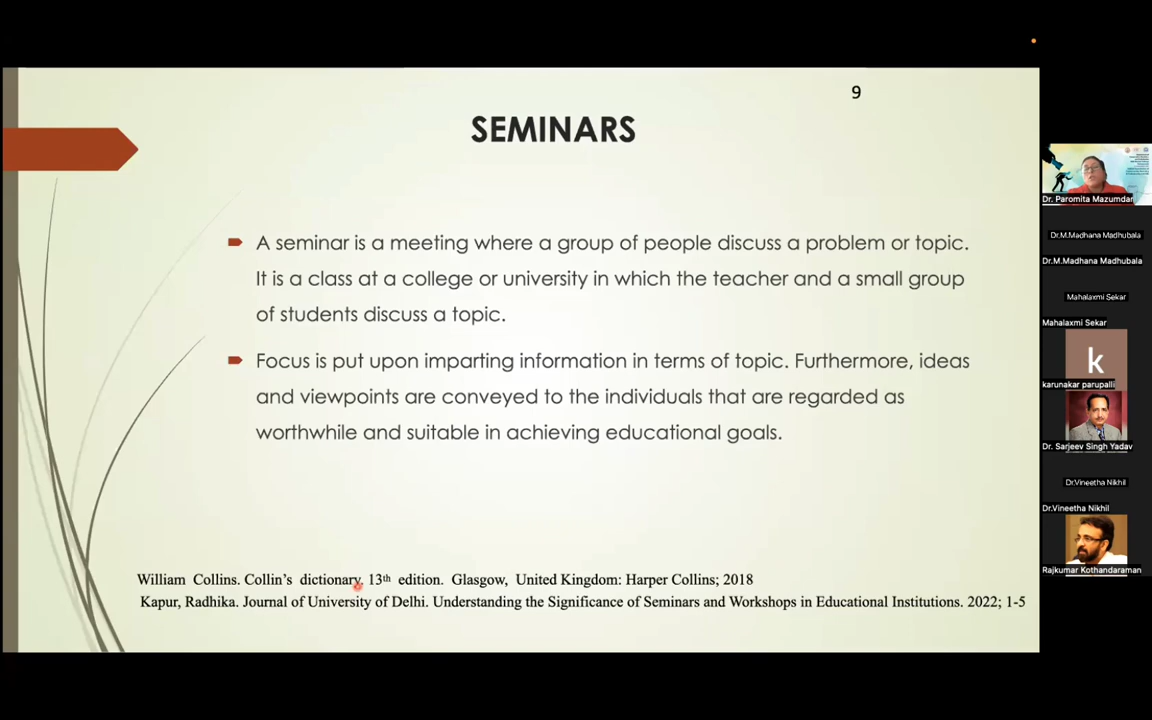 9
SEMINARS
A seminar is a meeting where a group of people discuss a problem or topic.
It is a class at a college or university in which the teacher and a small group
of students discuss a topic.
Focus is put upon imparting information in terms of topic. Furthermore, ideas
and viewpoints are conveyed to the individuals that are regarded as
worthwhile and suitable in achieving educational goals.
William Collins. Collin's dictionary, 13th edition. Glasgow, United Kingdom: Harper Collins; 2018
Kapur, Radhika. Journal of University of Delhi. Understanding the Significance of Seminars and Workshops in Educational Institutions. 2022; 1-5
Dr. Paromita Mazumdar
Dr.M.Madhana Madhubala
Dr.M.Madhana Madhubala
Mahalaxmi Sekar
Mahalaxmi Sekar
k
karunakar parupalli
Dr. Sarjeev Singh Yadav
Dr.Vineetha Nikhil
Dr.Vineetha Nikhil
Rajkumar Kothandaraman